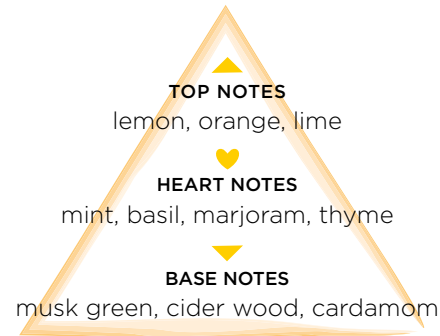 TOP NOTES
lemon, orange, lime
HEART NOTES
mint, basil, marjoram, thyme
BASE NOTES
musk green, cider wood, cardamom